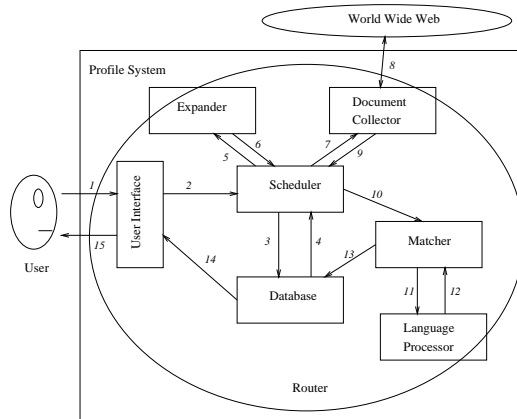 World Wide Web
Profile System
8
Expander
Document
Collector
6
7
5
9
1
2
Scheduler
10
User Interface
3
4
13
Matcher
15
14
User
Database
11
12
Language
Processor
Router